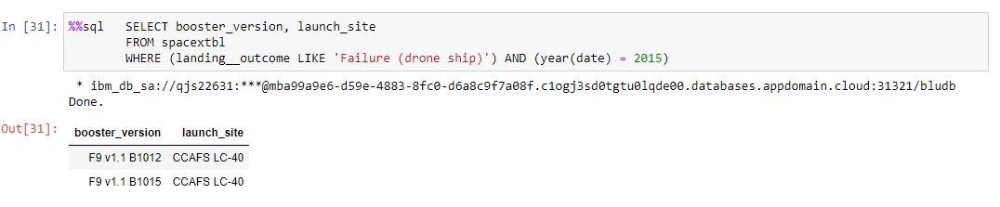 In [31]: %%sql SELECT booster_version, launch_site
FROM spacextbl
WHERE (landing__outcome LIKE 'Failure (drone ship)') AND (year(date) = 2015)
* ibm_db_sa://qjs22631:***@mba99a9e6-d59e-4883-8fc0-d6a8c9f7a08f.c1ogj3sd0tgtu0lqde00.databases.appdomain.cloud:31321/bludb
Done.
Out[31]:
booster_version launch_site
F9 v1.1 B1012 CCAFS LC-40
F9 v1.1 B1015 CCAFS LC-40